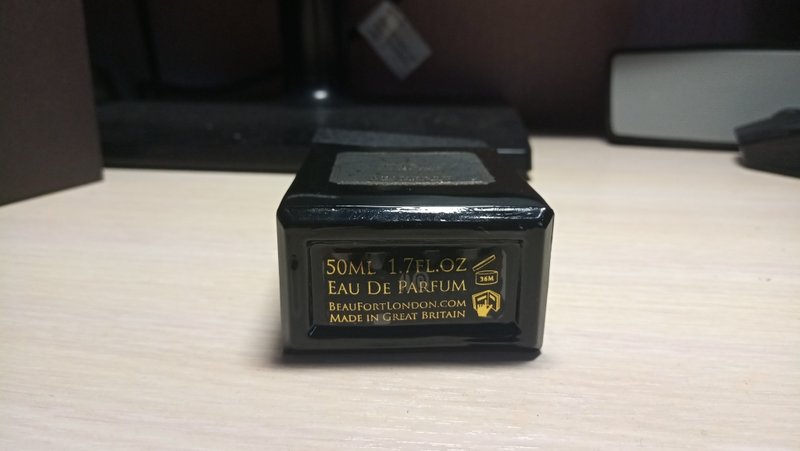 50ML 1.7FL.OZ
EAU DE PARFUM
BEAUFORTLONDON.COM
MADE IN GREAT BRITAIN
36M